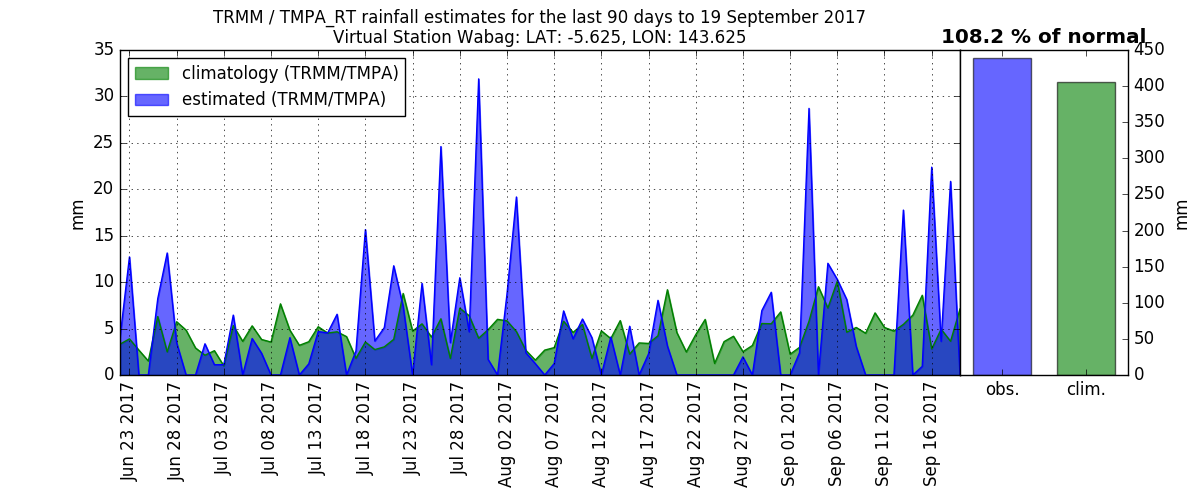 TRMM / TMPA_RT rainfall estimates for the last 90 days to 19 September 2017
Virtual Station Wabag: LAT: -5.625, LON: 143.625
108.2 % of normal
climatology (TRMM/TMPA)
estimated (TRMM/TMPA)
35
30
25
20
15
10
5
0
mm
450
400
350
300
250
200
150
100
50
0
mm
Jun 23 2017
Jun 28 2017
Jul 03 2017
Jul 08 2017
Jul 13 2017
Jul 18 2017
Jul 23 2017
Jul 28 2017
Aug 02 2017
Aug 07 2017
Aug 12 2017
Aug 17 2017
Aug 22 2017
Aug 27 2017
Sep 01 2017
Sep 06 2017
Sep 11 2017
Sep 16 2017
obs.
clim.